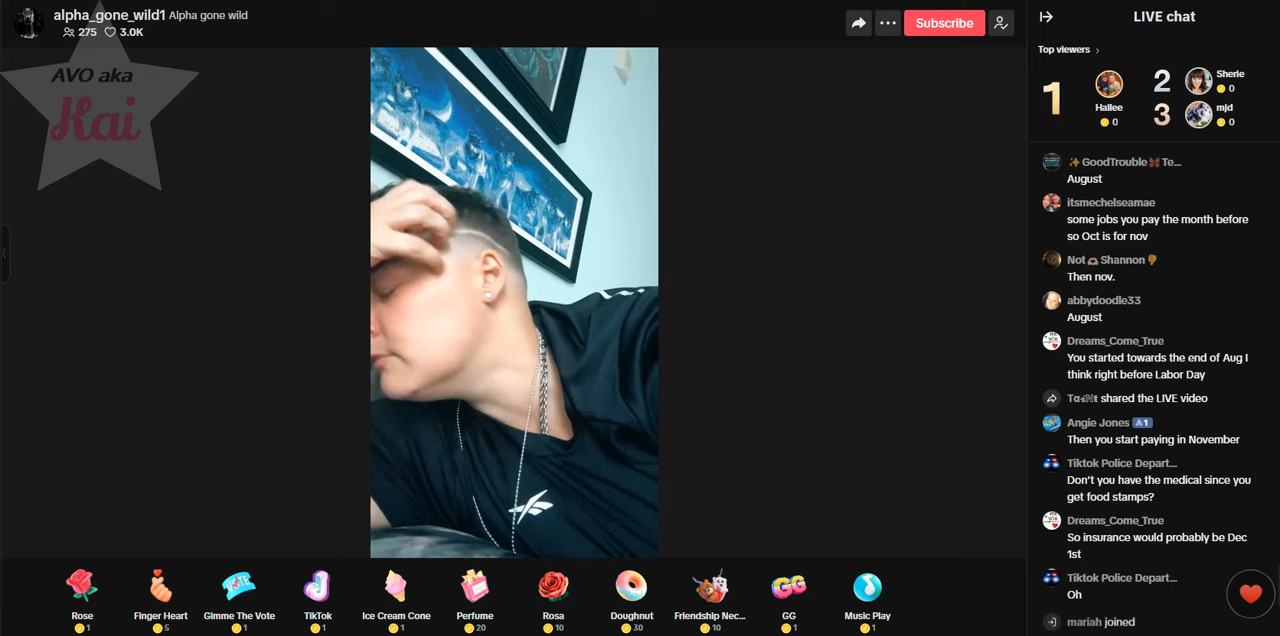 alpha_gone_wild1 Alpha gone wild
275 3.0K
Subscribe
AVO aka
Kai
LIVE chat
Top viewers
1
Hailee
0
2
Sherie
0
3
mjd
0
✨GoodTrouble🦋Te...
August
itsmechelseamae
some jobs you pay the month before
so Oct is for nov
Not Shannon
Then nov.
abbydoodle33
August
Dreams_Come_True
You started towards the end of Aug I
think right before Labor Day
shared the LIVE video
Angie Jones A1
Then you start paying in November
Tiktok Police Depart...
Don't you have the medical since you
get food stamps?
Dreams_Come_True
So insurance would probably be Dec
1st
Tiktok Police Depart...
Oh
mariah joined
Rose
1
Finger Heart
5
Gimme The Vote
1
TikTok
1
Ice Cream Cone
1
Perfume
20
Rosa
10
Doughnut
30
Friendship Nec...
10
GG
1
Music Play
1